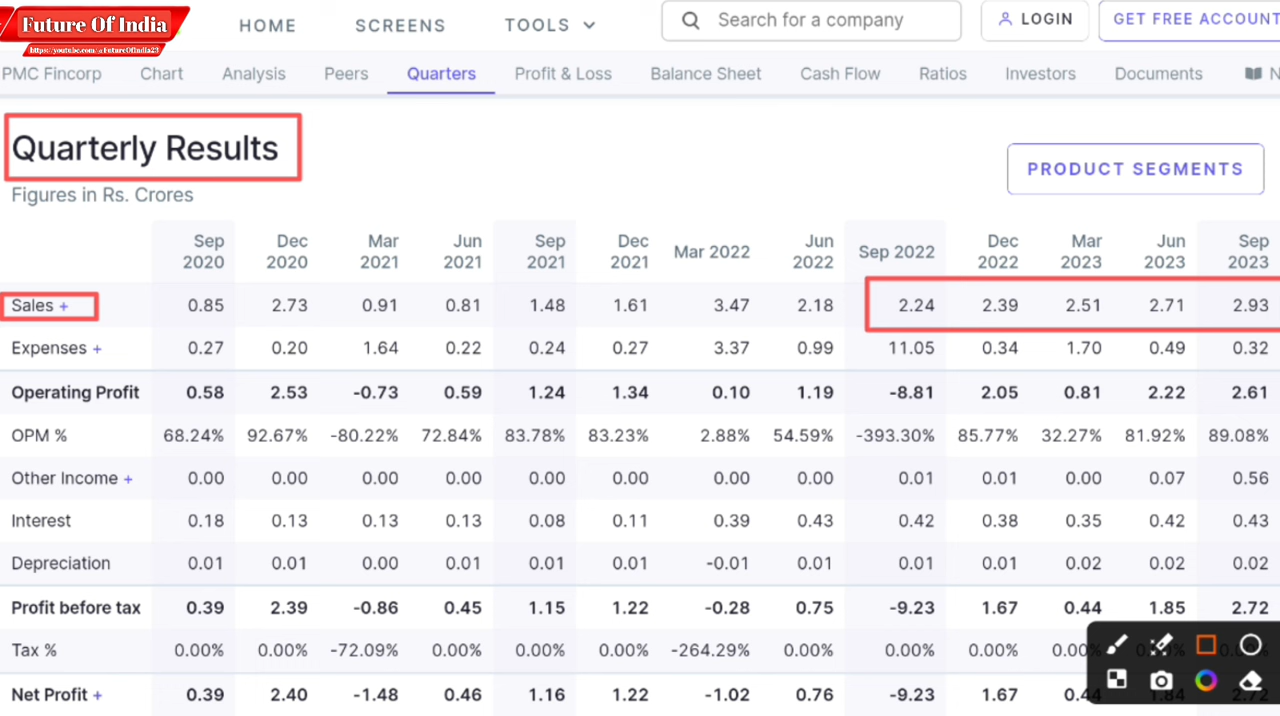 Future Of India
https://youtube.com/@FutureOfIndia23
HOME SCREENS TOOLS Search for a company LOGIN GET FREE ACCOUNT
PMC Fincorp Chart Analysis Peers Quarters Profit & Loss Balance Sheet Cash Flow Ratios Investors Documents N
Quarterly Results
PRODUCT SEGMENTS
Figures in Rs. Crores
Sep 2020 Dec 2020 Mar 2021 Jun 2021 Sep 2021 Dec 2021 Mar 2022 Jun 2022 Sep 2022 Dec 2022 Mar 2023 Jun 2023 Sep 2023
Sales + 0.85 2.73 0.91 0.81 1.48 1.61 3.47 2.18 2.24 2.39 2.51 2.71 2.93
Expenses + 0.27 0.20 1.64 0.22 0.24 0.27 3.37 0.99 11.05 0.34 1.70 0.49 0.32
Operating Profit 0.58 2.53 -0.73 0.59 1.24 1.34 0.10 1.19 -8.81 2.05 0.81 2.22 2.61
OPM % 68.24% 92.67% -80.22% 72.84% 83.78% 83.23% 2.88% 54.59% -393.30% 85.77% 32.27% 81.92% 89.08%
Other Income + 0.00 0.00 0.00 0.00 0.00 0.00 0.00 0.00 0.01 0.01 0.00 0.07 0.56
Interest 0.18 0.13 0.13 0.13 0.08 0.11 0.39 0.43 0.42 0.38 0.35 0.42 0.43
Depreciation 0.01 0.01 0.00 0.01 0.01 0.01 -0.01 0.01 0.01 0.01 0.02 0.02 0.02
Profit before tax 0.39 2.39 -0.86 0.45 1.15 1.22 -0.28 0.75 -9.23 1.67 0.44 1.85 2.72
Tax % 0.00% 0.00% -72.09% 0.00% 0.00% 0.00% -264.29% 0.00% 0.00% 0.00%
Net Profit + 0.39 2.40 -1.48 0.46 1.16 1.22 -1.02 0.76 -9.23 1.67 0.44 1.84 2.72